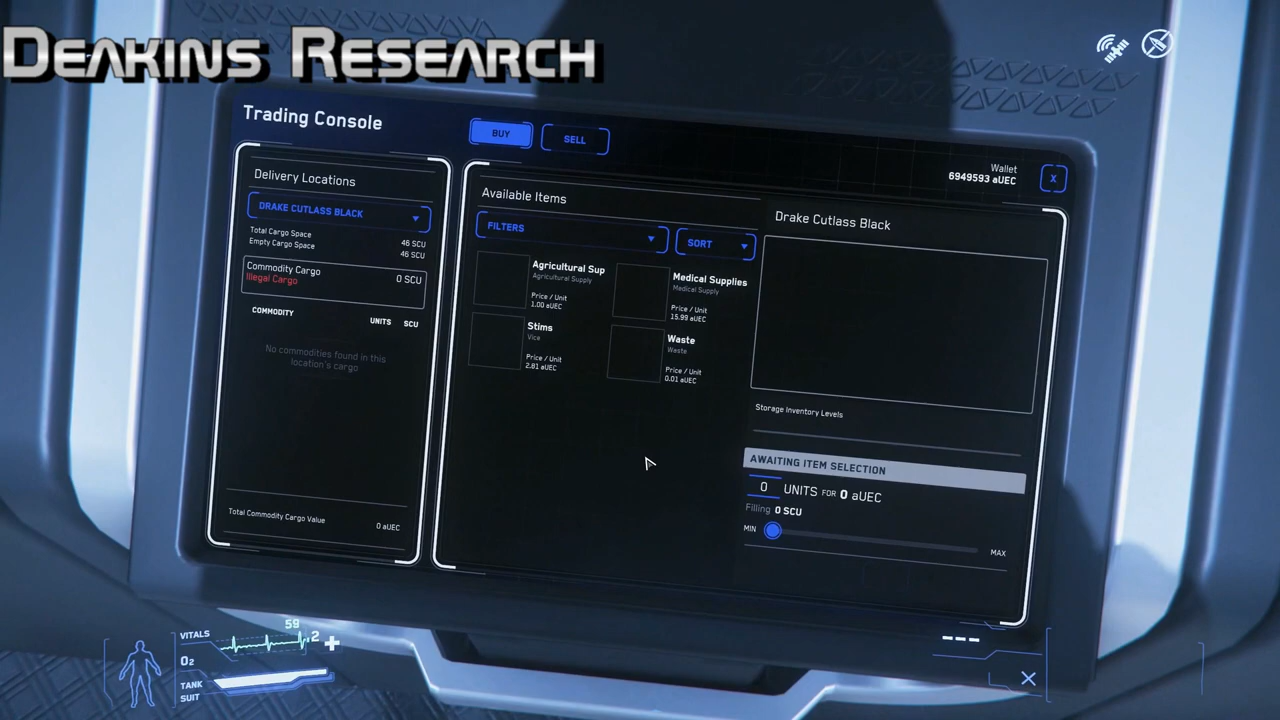 Deakins Research
Trading Console
BUY
SELL
Wallet
6949593 aUEC
X
Delivery Locations
DRAKE CUTLASS BLACK
Total Cargo Space 46 SCU
Empty Cargo Space 46 SCU
Commodity Cargo 0 SCU
Illegal Cargo
COMMODITY UNITS SCU
No commodities found in this
location's cargo
Total Commodity Cargo Value 0 aUEC
Available Items
FILTERS
SORT
Agricultural Sup
Agricultural Supply
Price / Unit
1.00 aUEC
Medical Supplies
Medical Supply
Price / Unit
15.99 aUEC
Stims
Vice
Price / Unit
2.81 aUEC
Waste
Waste
Price / Unit
0.01 aUEC
Drake Cutlass Black
Storage Inventory Levels
AWAITING ITEM SELECTION
0 UNITS FOR 0 aUEC
Filling 0 SCU
MIN MAX
VITALS
59
2
O2
TANK
SUIT